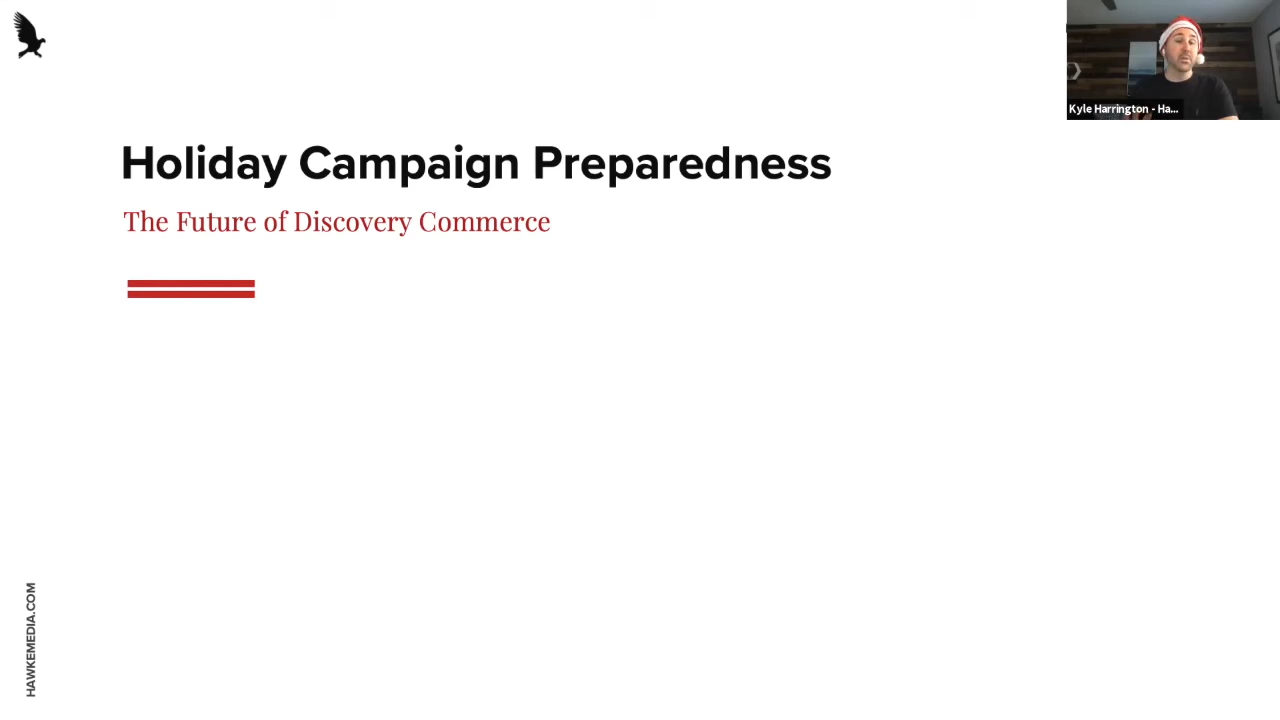 Holiday Campaign Preparedness
The Future of Discovery Commerce
Kyle Harrington - Ha...
HAWKEMEDIA.COM